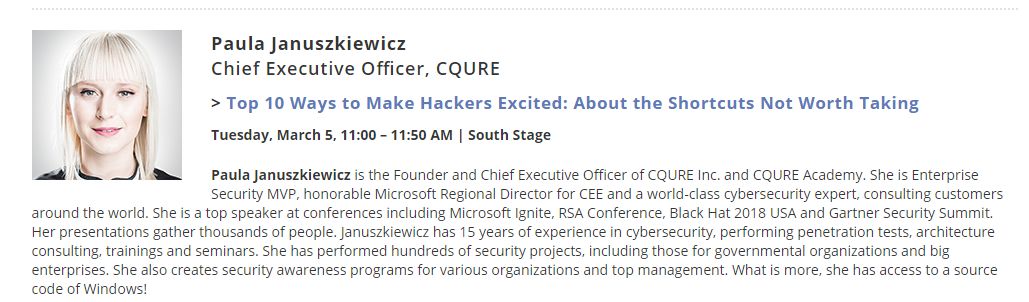 Paula Januszkiewicz
Chief Executive Officer, CQURE
> Top 10 Ways to Make Hackers Excited: About the Shortcuts Not Worth Taking
Tuesday, March 5, 11:00 – 11:50 AM | South Stage
Paula Januszkiewicz is the Founder and Chief Executive Officer of CQURE Inc. and CQURE Academy. She is Enterprise
Security MVP, honorable Microsoft Regional Director for CEE and a world-class cybersecurity expert, consulting customers
around the world. She is a top speaker at conferences including Microsoft Ignite, RSA Conference, Black Hat 2018 USA and Gartner Security Summit.
Her presentations gather thousands of people. Januszkiewicz has 15 years of experience in cybersecurity, performing penetration tests, architecture
consulting, trainings and seminars. She has performed hundreds of security projects, including those for governmental organizations and big
enterprises. She also creates security awareness programs for various organizations and top management. What is more, she has access to a source
code of Windows!